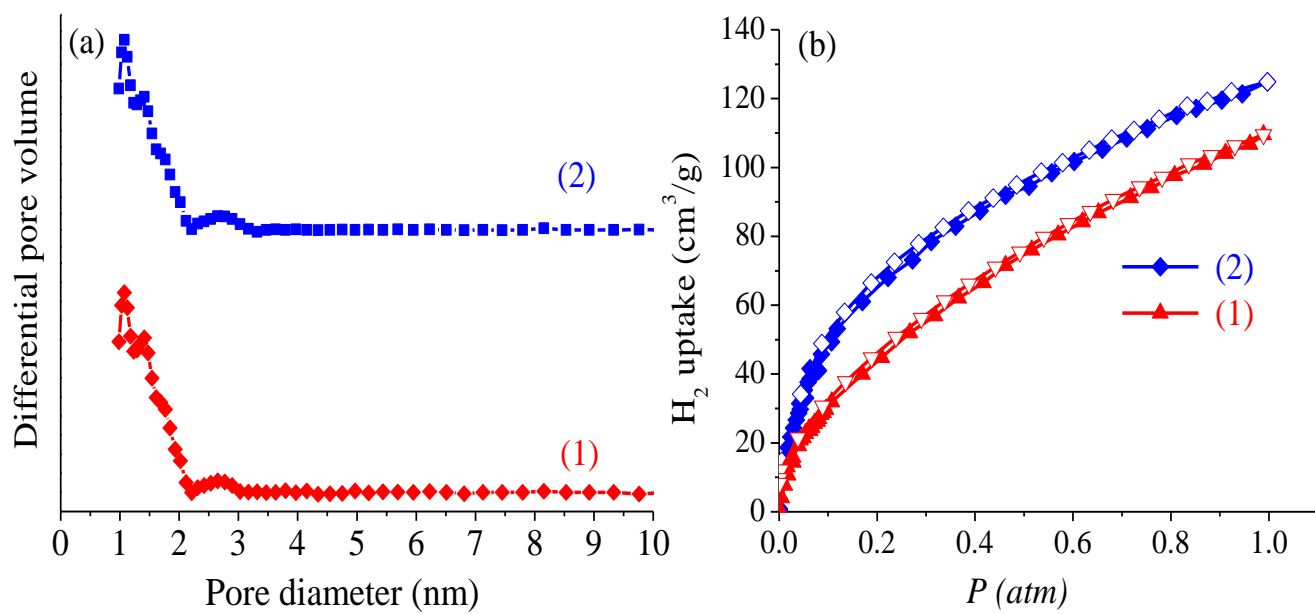 (a)
(2)
(1)
Differential pore volume
0 1 2 3 4 5 6 7 8 9 10
Pore diameter (nm)
(b)
140
120
100
80
60
40
20
0
H₂ uptake (cm³/g)
(2)
(1)
0.0 0.2 0.4 0.6 0.8 1.0
P (atm)